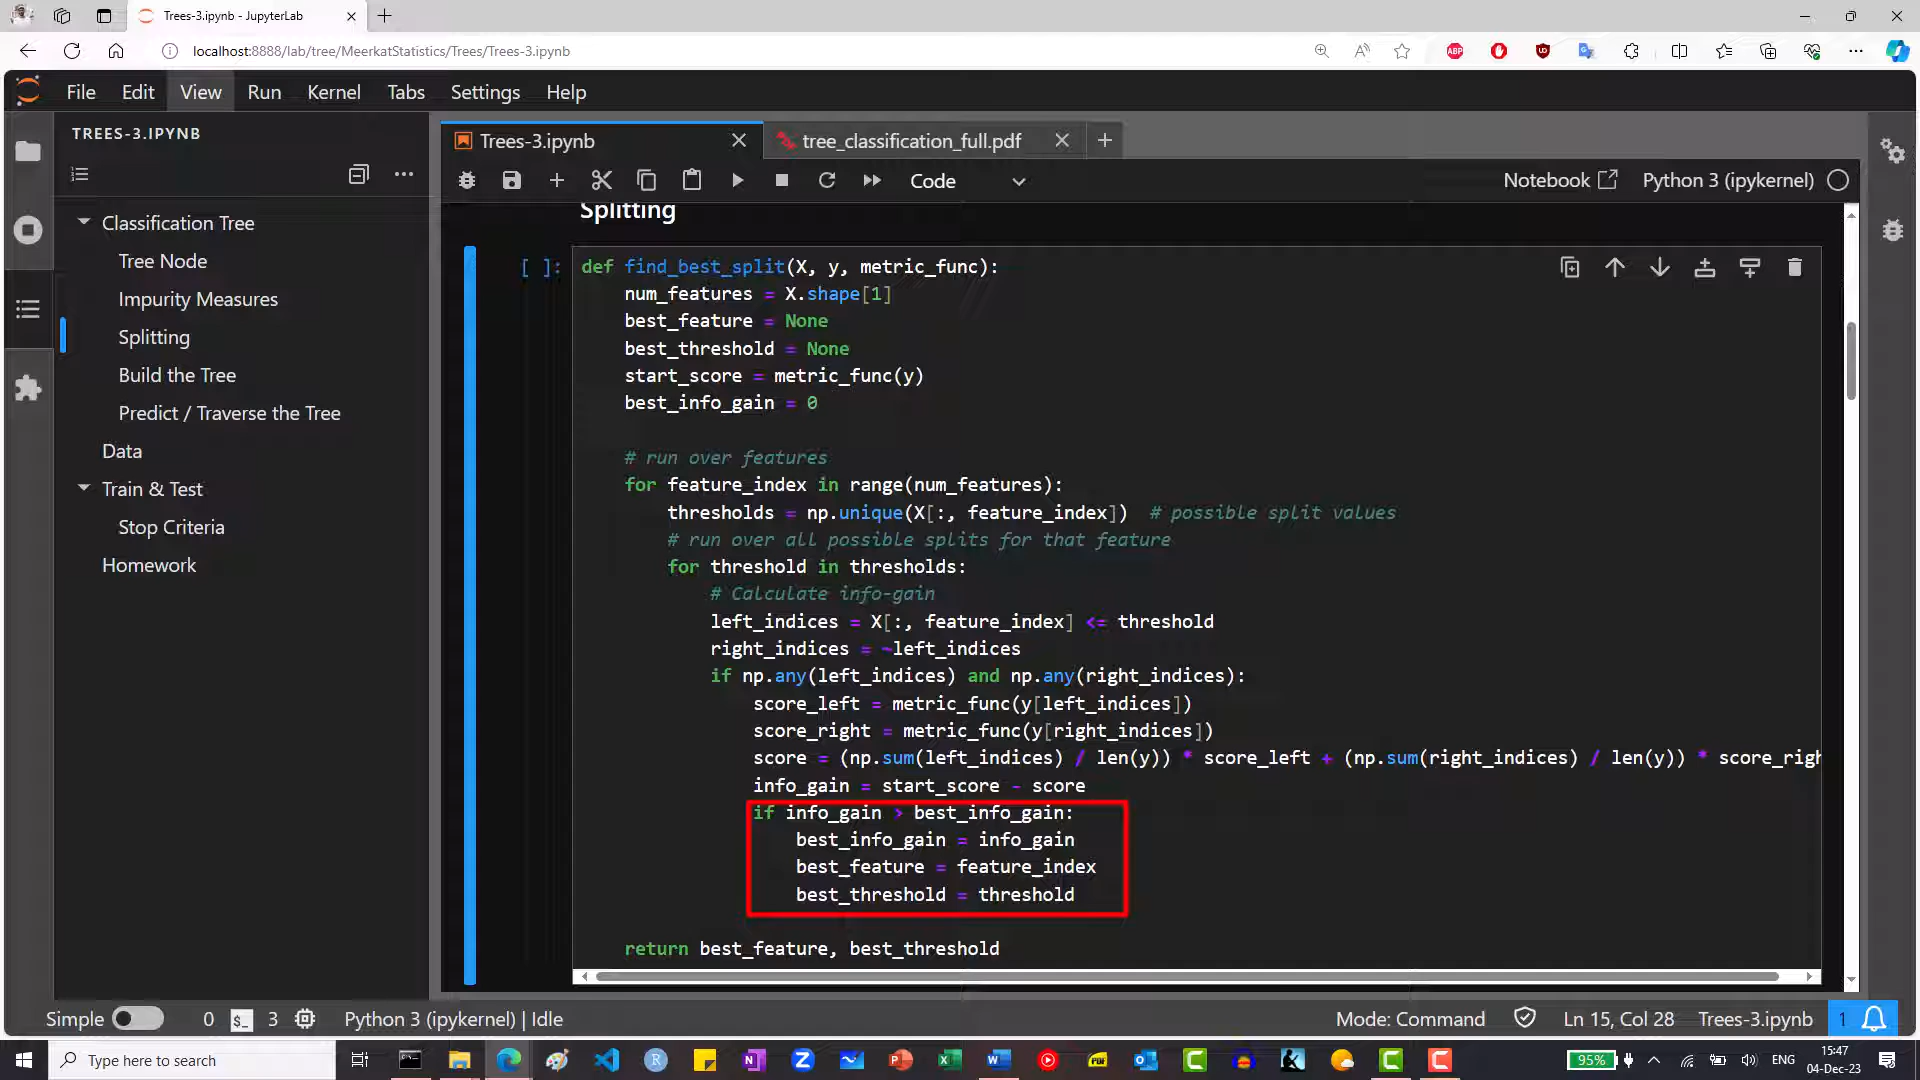 Trees-3.ipynb - JupyterLab
localhost:8888/lab/tree/MeerkatStatistics/Trees/Trees-3.ipynb
File Edit View Run Kernel Tabs Settings Help
TREES-3.IPYNB
Classification Tree
Tree Node
Impurity Measures
Splitting
Build the Tree
Predict / Traverse the Tree
Data
Train & Test
Stop Criteria
Homework
Trees-3.ipynb
tree_classification_full.pdf
Code
Notebook
Python 3 (ipykernel)
Splitting
[ ]:
def find_best_split(X, y, metric_func):
num_features = X.shape[1]
best_feature = None
best_threshold = None
start_score = metric_func(y)
best_info_gain = 0
# run over features
for feature_index in range(num_features):
thresholds = np.unique(X[:, feature_index]) # possible split values
# run over all possible splits for that feature
for threshold in thresholds:
# Calculate info-gain
left_indices = X[:, feature_index] <= threshold
right_indices = ~left_indices
if np.any(left_indices) and np.any(right_indices):
score_left = metric_func(y[left_indices])
score_right = metric_func(y[right_indices])
score = (np.sum(left_indices) / len(y)) * score_left + (np.sum(right_indices) / len(y)) * score_righ
info_gain = start_score - score
if info_gain > best_info_gain:
best_info_gain = info_gain
best_feature = feature_index
best_threshold = threshold
return best_feature, best_threshold
Simple 0 $_ 3 Python 3 (ipykernel) | Idle
Mode: Command Ln 15, Col 28 Trees-3.ipynb 1
Type here to search
95% ENG
15:47
04-Dec-23